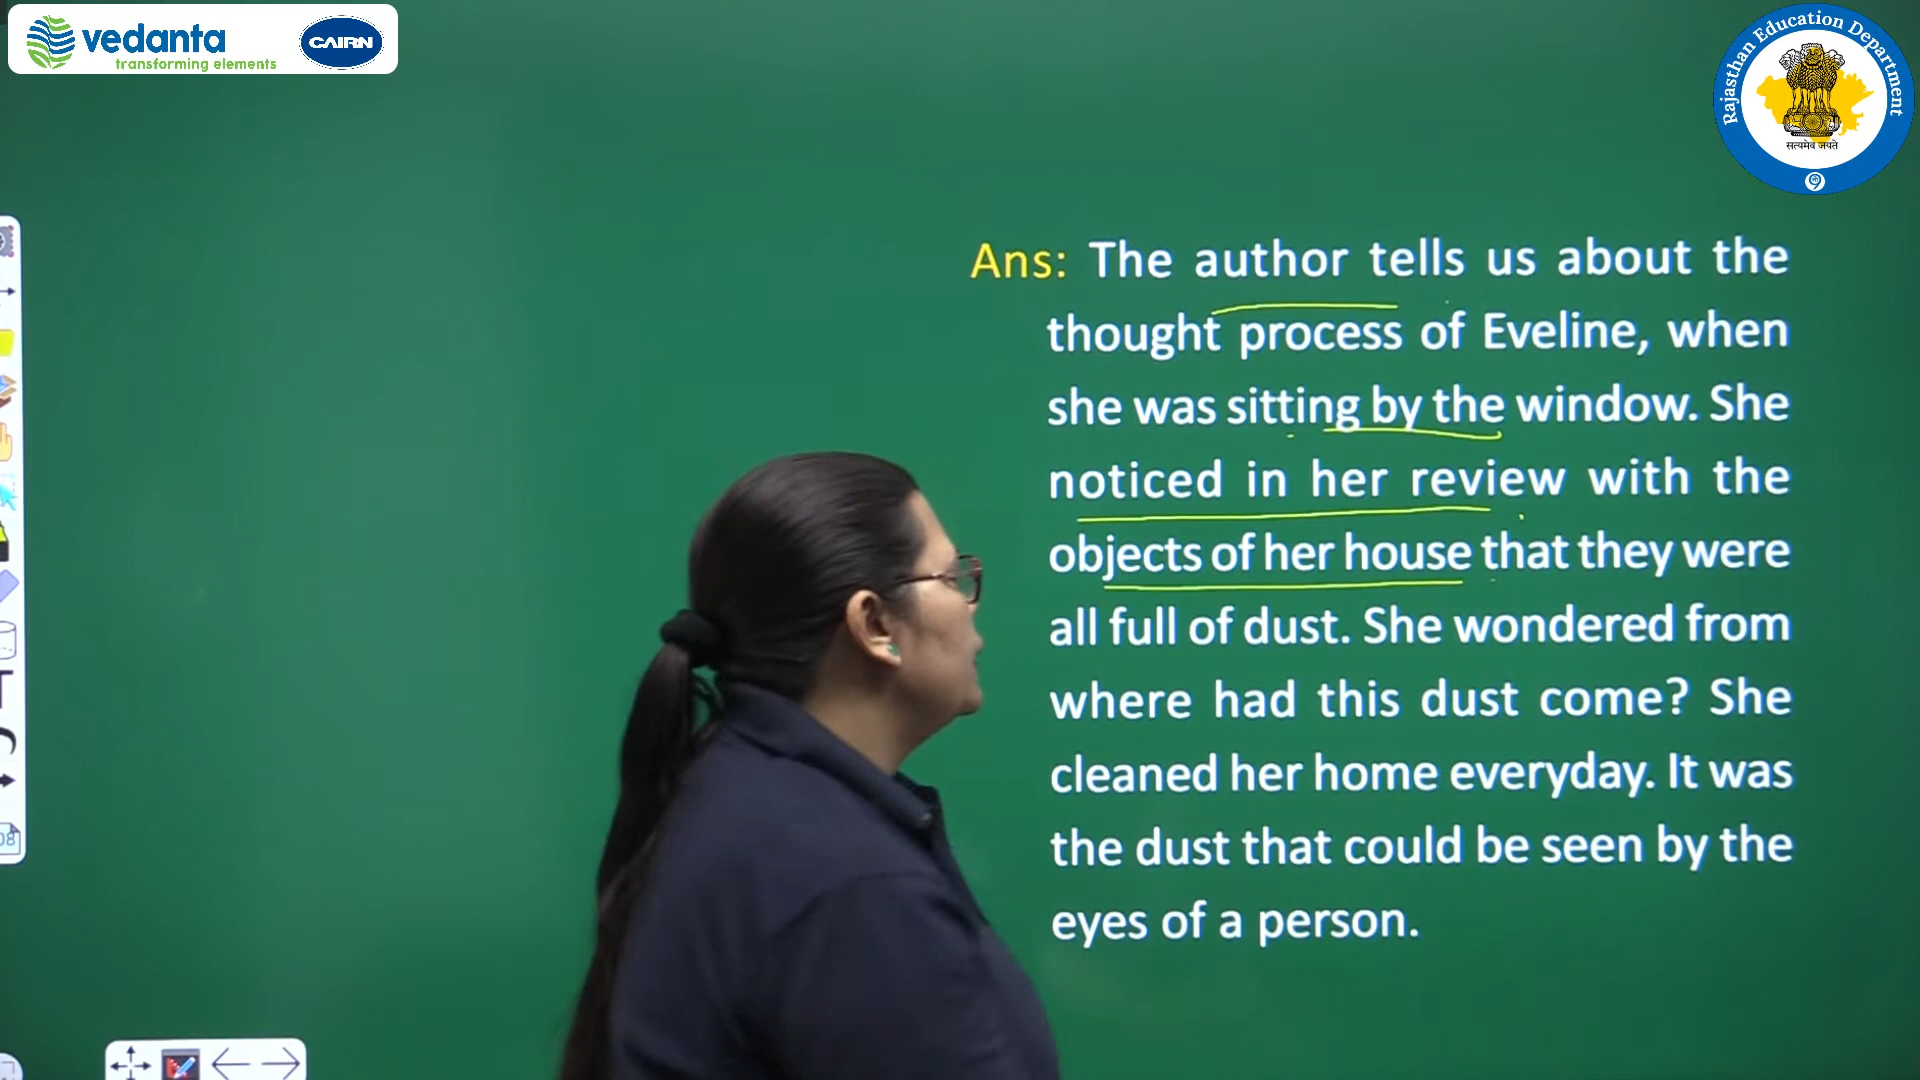 vedanta
transforming elements
CAIRN
Rajasthan Education Department
सत्यमेव जयते
Ans: The author tells us about the
thought process of Eveline, when
she was sitting by the window. She
noticed in her review with the
objects of her house that they were
all full of dust. She wondered from
where had this dust come? She
cleaned her home everyday. It was
the dust that could be seen by the
eyes of a person.